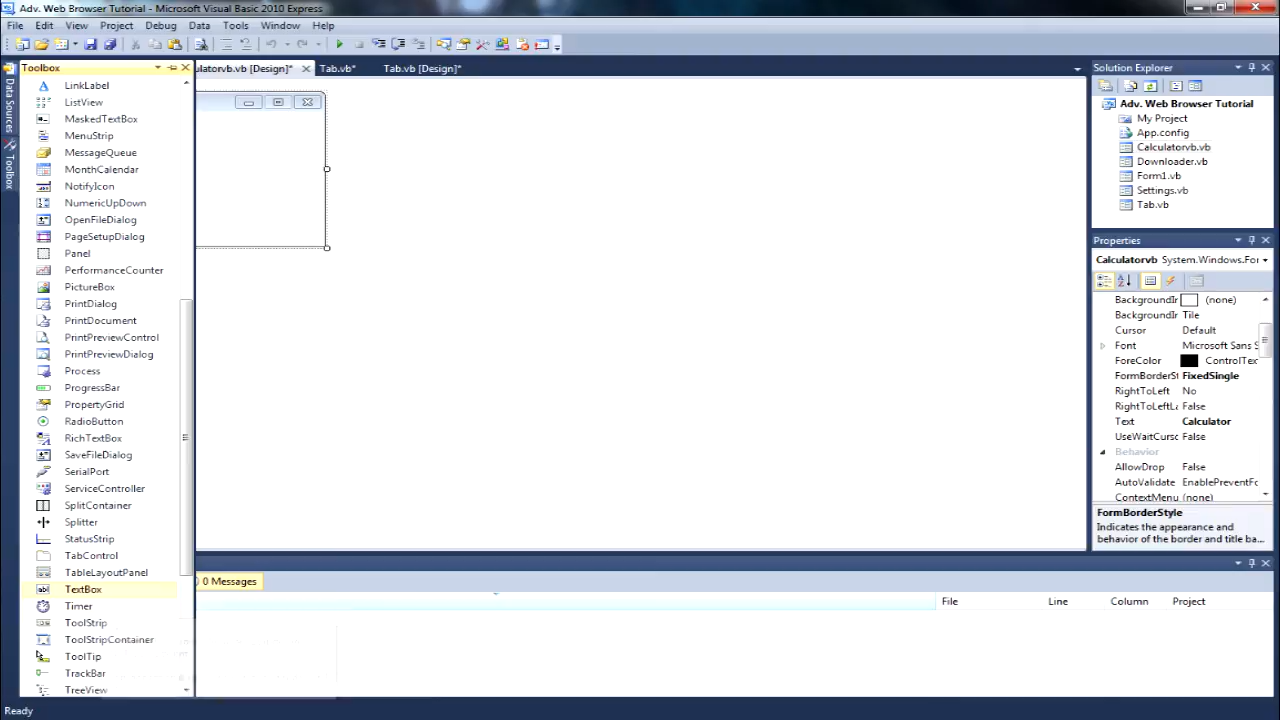 Adv. Web Browser Tutorial - Microsoft Visual Basic 2010 Express
File Edit View Project Debug Data Tools Window Help
Data Sources
Toolbox
Toolbox
LinkLabel
ListView
MaskedTextBox
MenuStrip
MessageQueue
MonthCalendar
NotifyIcon
NumericUpDown
OpenFileDialog
PageSetupDialog
Panel
PerformanceCounter
PictureBox
PrintDialog
PrintDocument
PrintPreviewControl
PrintPreviewDialog
Process
ProgressBar
PropertyGrid
RadioButton
RichTextBox
SaveFileDialog
SerialPort
ServiceController
SplitContainer
Splitter
StatusStrip
TabControl
TableLayoutPanel
TextBox
Timer
ToolStrip
ToolStripContainer
ToolTip
TrackBar
TreeView
ulatorvb.vb [Design]* Tab.vb* Tab.vb [Design]*
0 Messages
File Line Column Project
Solution Explorer
Adv. Web Browser Tutorial
My Project
App.config
Calculatorvb.vb
Downloader.vb
Form1.vb
Settings.vb
Tab.vb
Properties
Calculatorvb System.Windows.For
BackgroundIr (none)
BackgroundIr Tile
Cursor Default
Font Microsoft Sans S
ForeColor ControlTex
FormBorderSt FixedSingle
RightToLeft No
RightToLeftLa False
Text Calculator
UseWaitCurso False
Behavior
AllowDrop False
AutoValidate EnablePreventFo
ContextMenu (none)
FormBorderStyle
Indicates the appearance and
behavior of the border and title ba...
Ready